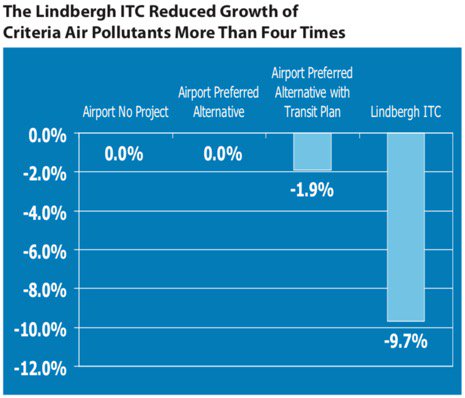 The Lindbergh ITC Reduced Growth of
Criteria Air Pollutants More Than Four Times
Airport No Project
Airport Preferred
Alternative
Airport Preferred
Alternative with
Transit Plan
Lindbergh ITC
0.0%
-2.0%
-4.0%
-6.0%
-8.0%
-10.0%
-12.0%
0.0%
0.0%
-1.9%
-9.7%